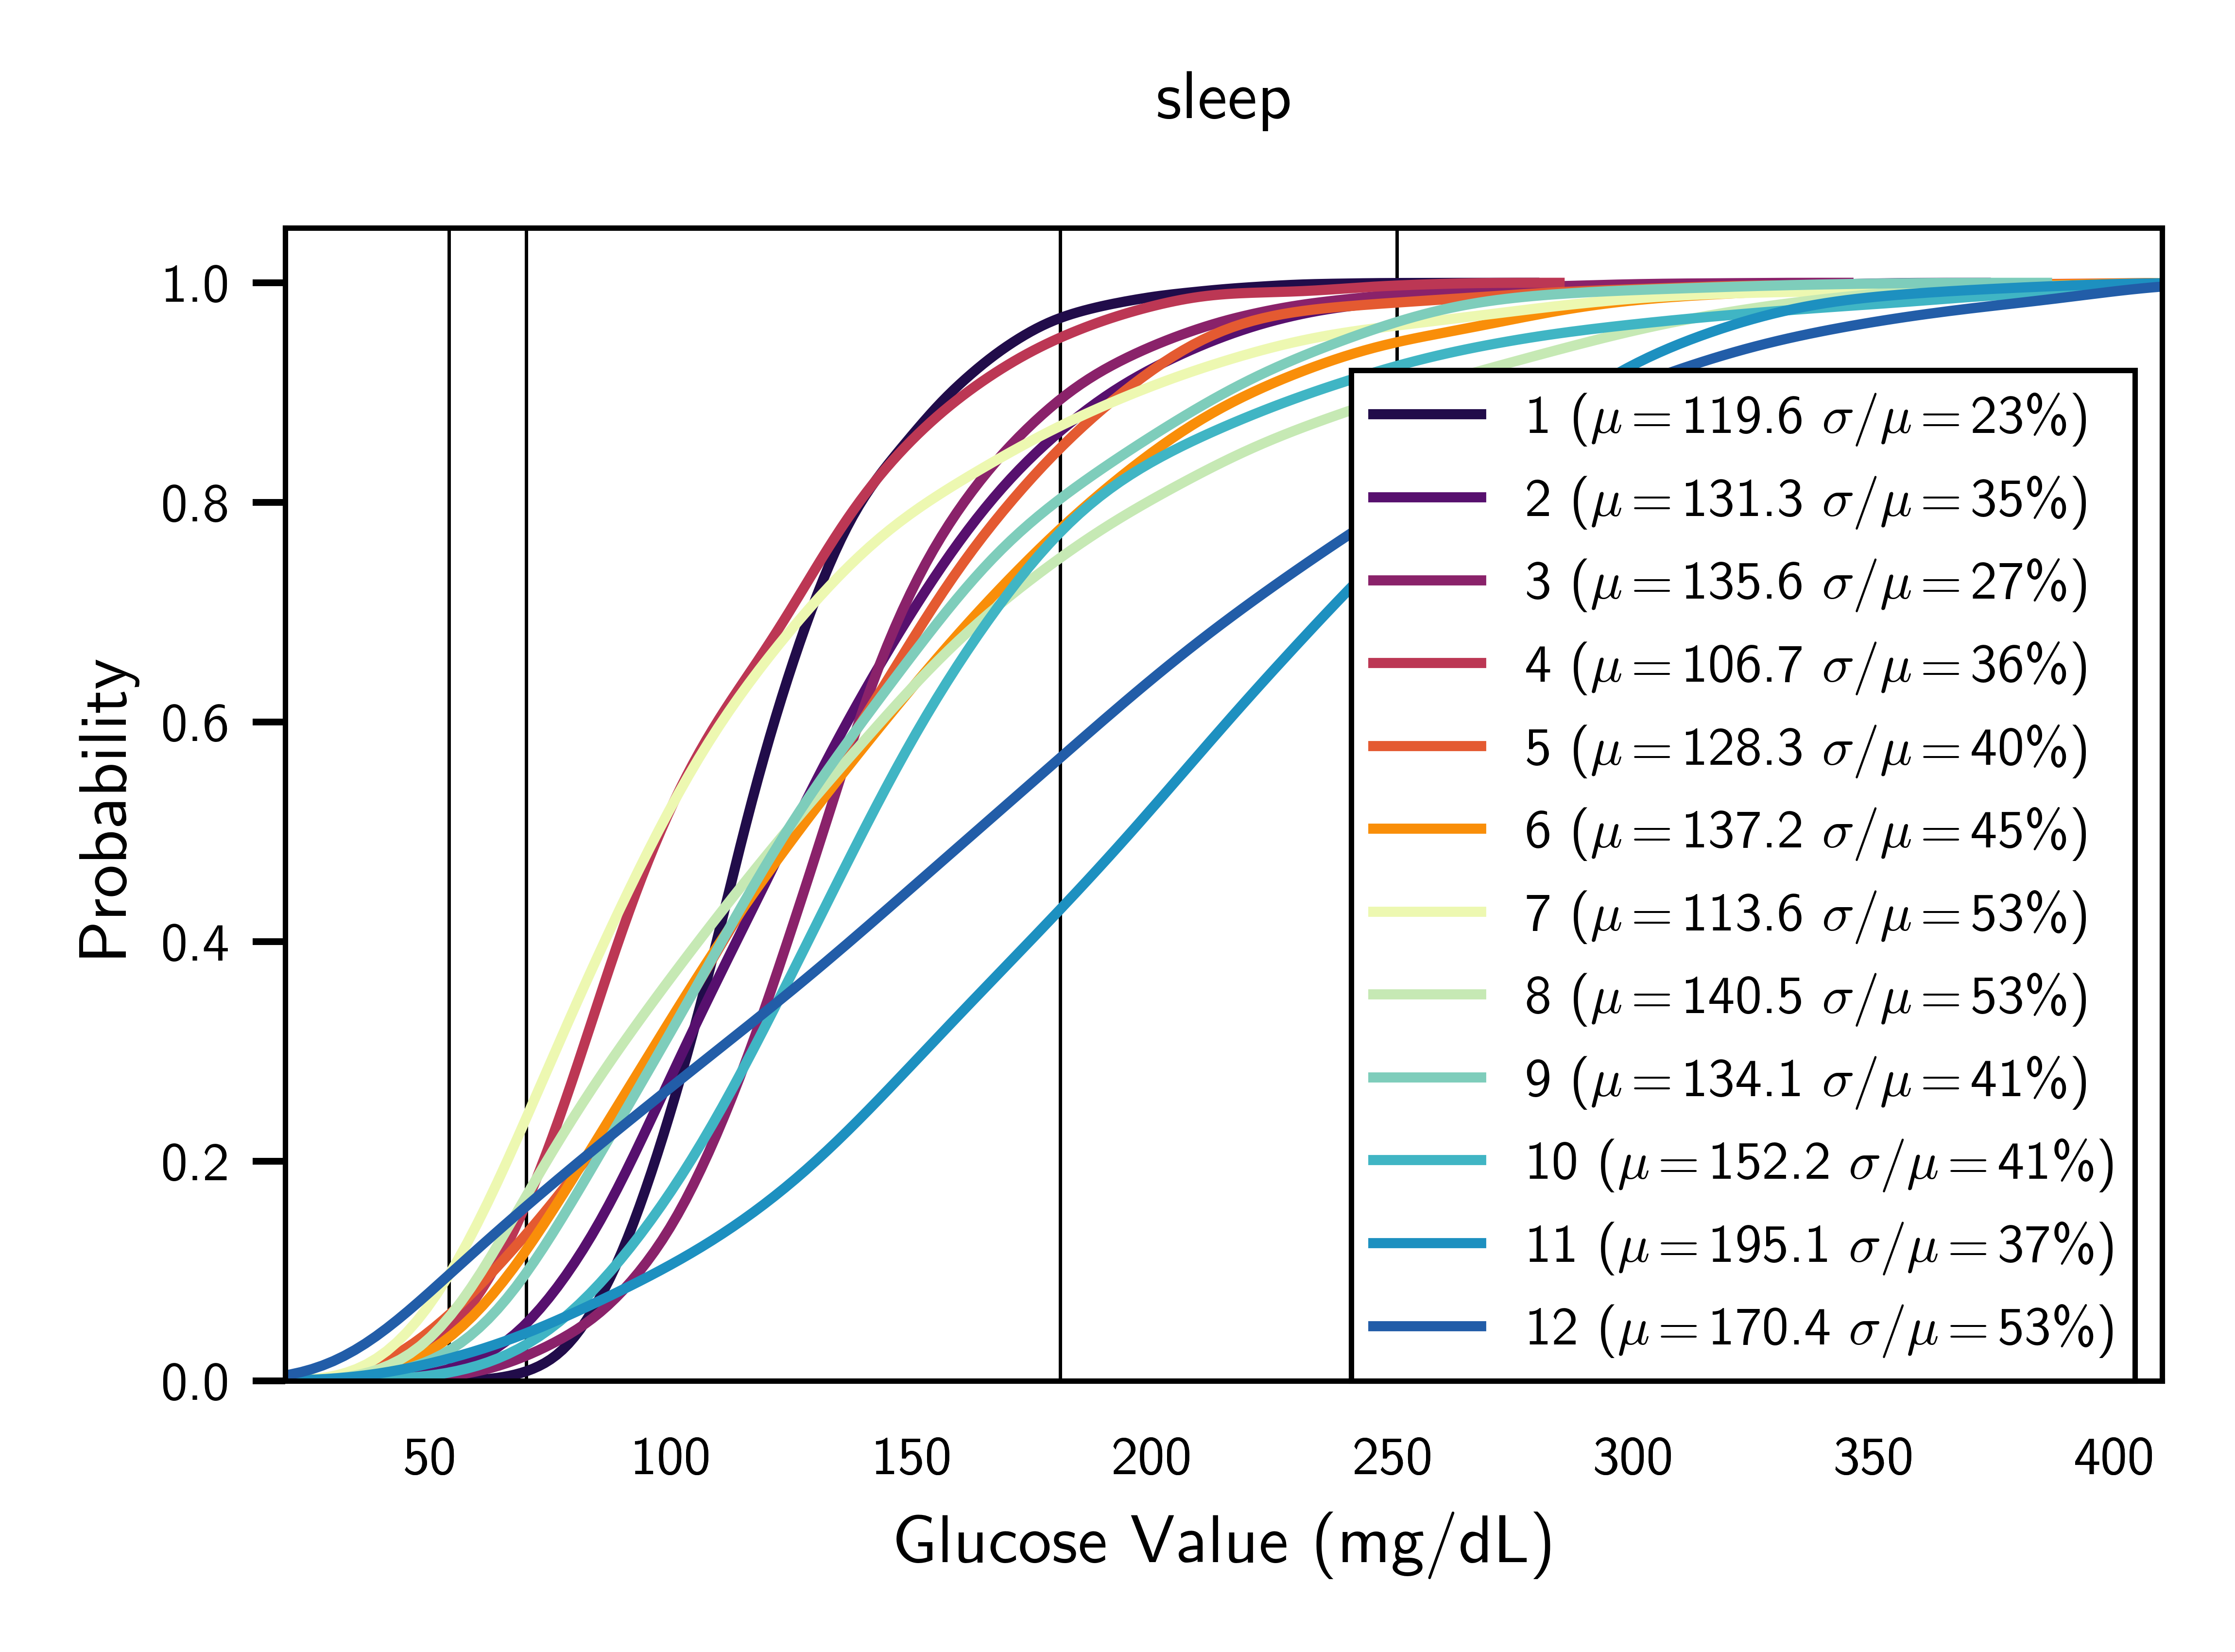 sleep
1.0
0.8
0.6
0.4
0.2
0.0
Probability
50 100 150 200 250 300 350 400
Glucose Value (mg/dL)
1 (μ=119.6 σ/μ=23%)
2 (μ=131.3 σ/μ=35%)
3 (μ=135.6 σ/μ=27%)
4 (μ=106.7 σ/μ=36%)
5 (μ=128.3 σ/μ=40%)
6 (μ=137.2 σ/μ=45%)
7 (μ=113.6 σ/μ=53%)
8 (μ=140.5 σ/μ=53%)
9 (μ=134.1 σ/μ=41%)
10 (μ=152.2 σ/μ=41%)
11 (μ=195.1 σ/μ=37%)
12 (μ=170.4 σ/μ=53%)